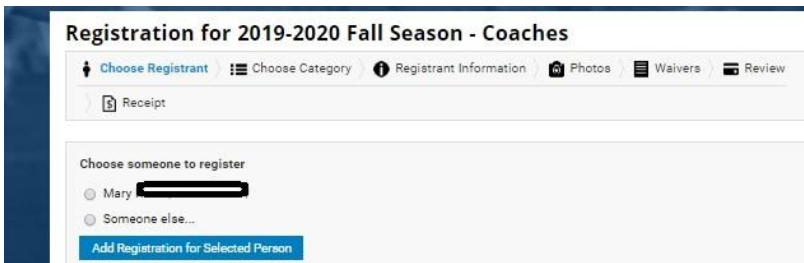 Registration for 2019-2020 Fall Season - Coaches
Choose Registrant Choose Category Registrant Information Photos Waivers Review
Receipt
Choose someone to register
Mary
Someone else...
Add Registration for Selected Person